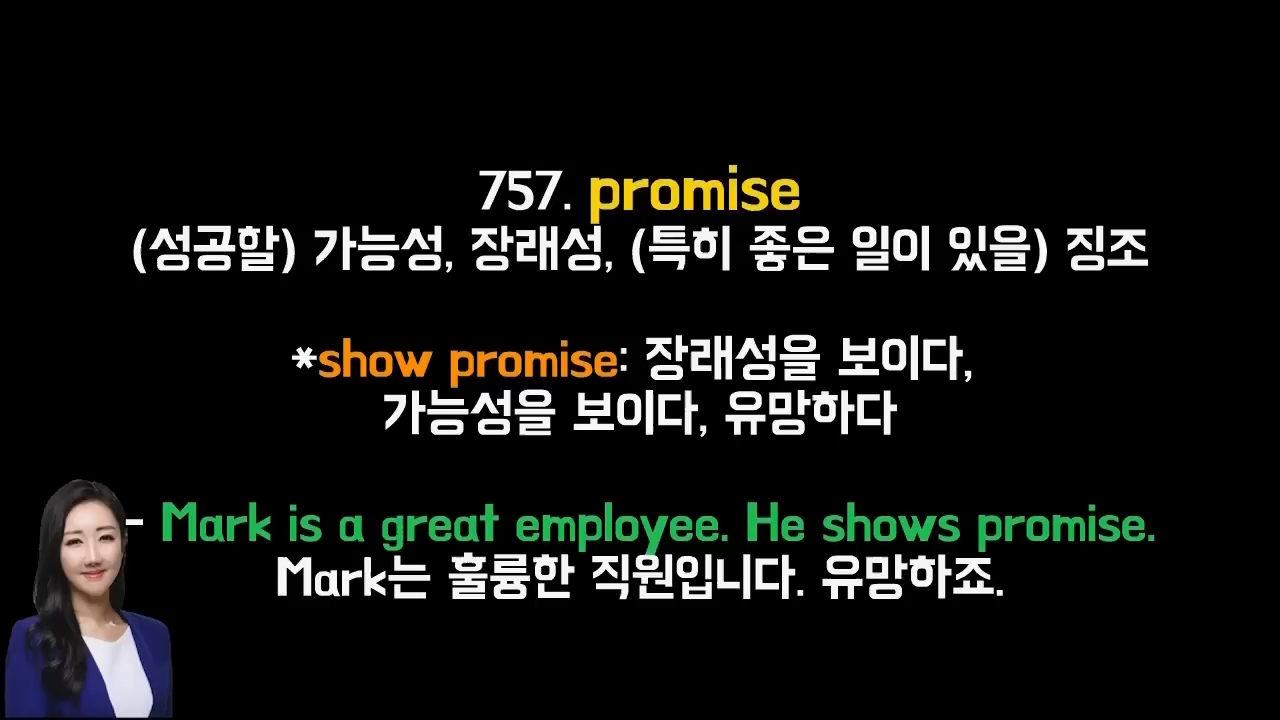 757. promise
(성공할) 가능성, 장래성, (특히 좋은 일이 있을) 징조
*show promise: 장래성을 보이다,
가능성을 보이다, 유망하다
- Mark is a great employee. He shows promise.
Mark는 훌륭한 직원입니다. 유망하죠.